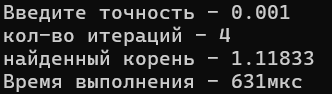 Введите точность - 0.001
кол-во итераций - 4
найденный корень - 1.11833
Время выполнения - 631мкс